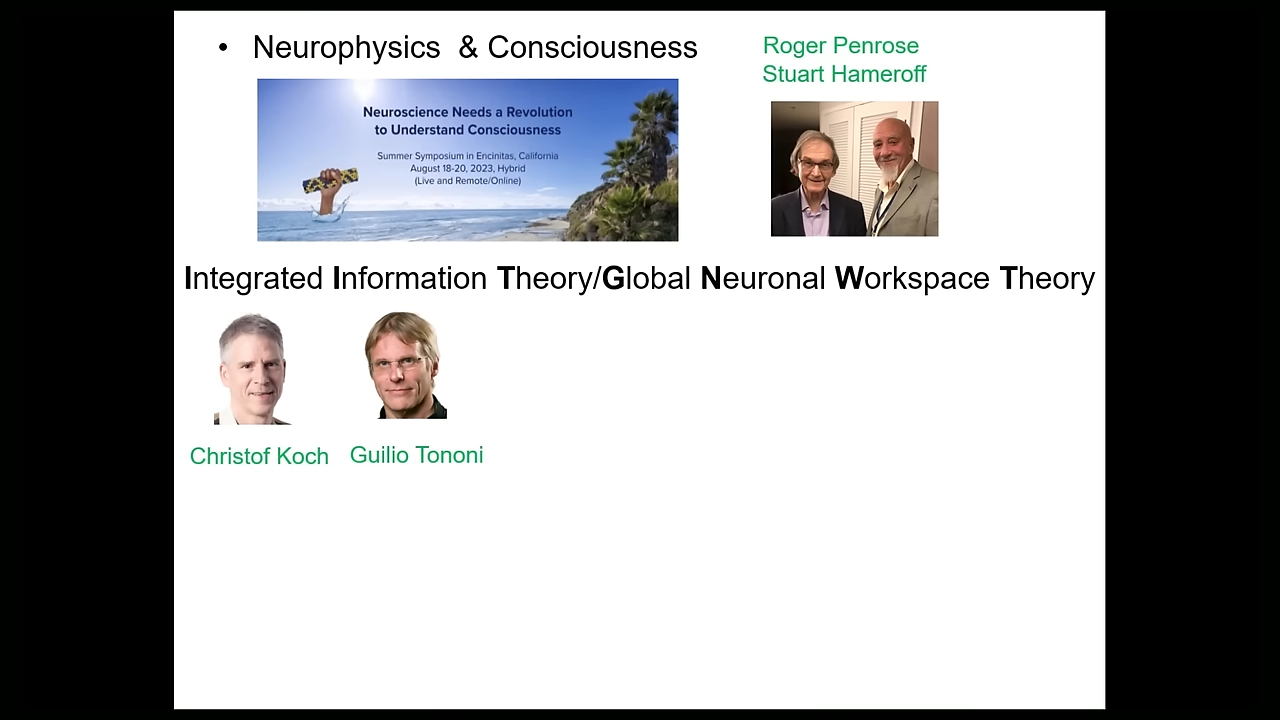 • Neurophysics & Consciousness
Roger Penrose
Stuart Hameroff
Neuroscience Needs a Revolution
to Understand Consciousness
Summer Symposium in Encinitas, California
August 18-20, 2023, Hybrid
(Live and Remote/Online)
Integrated Information Theory/Global Neuronal Workspace Theory
Christof Koch
Guilio Tononi